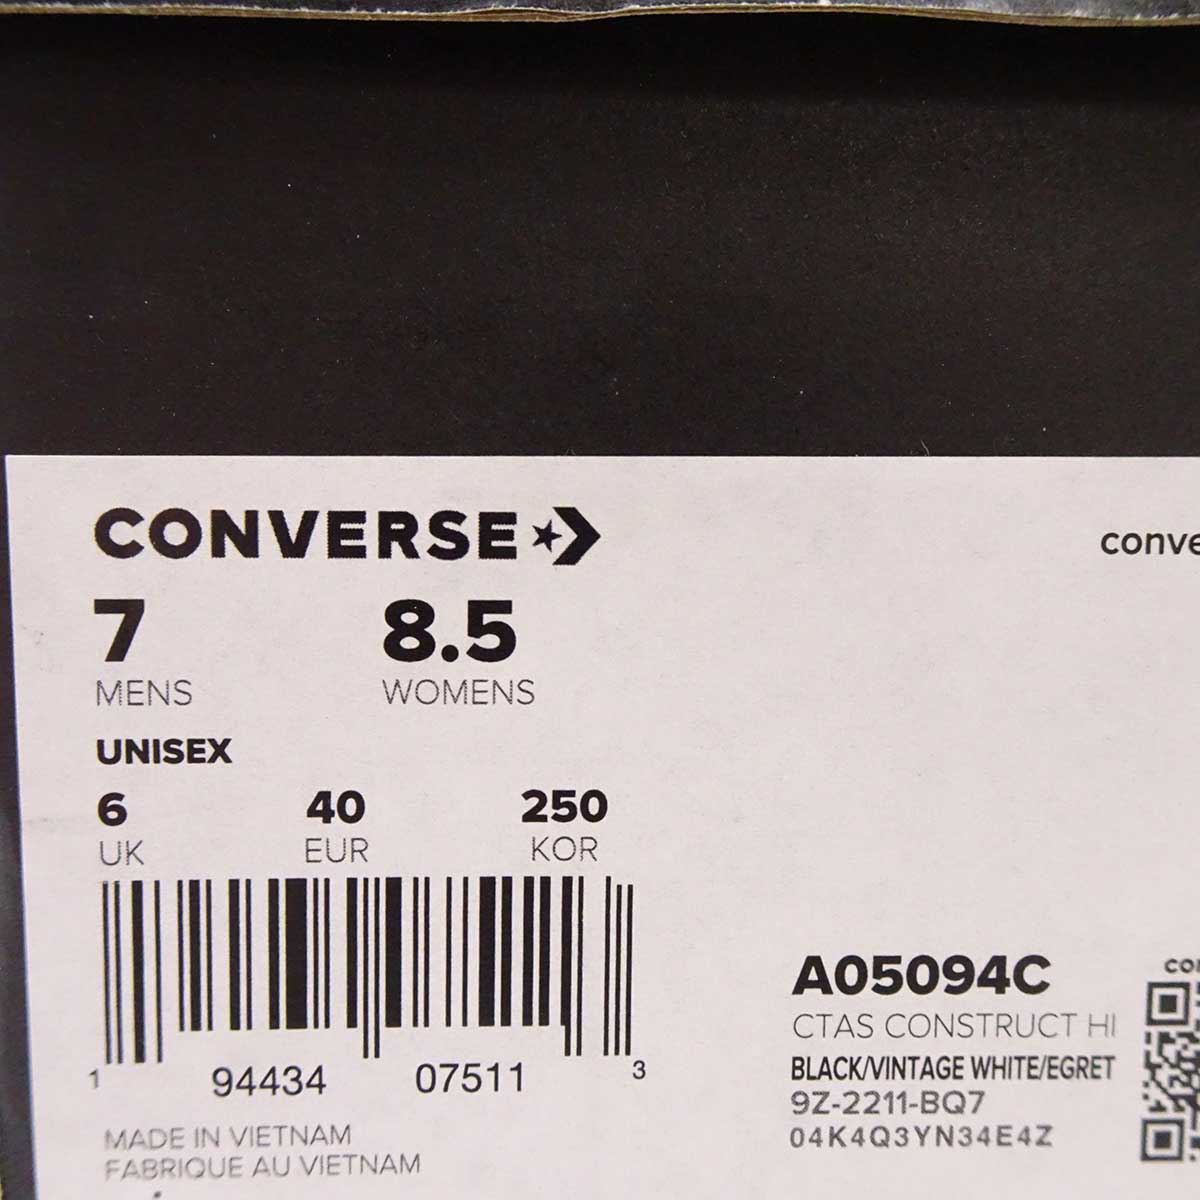 CONVERSE
7 8.5
MENS WOMENS
UNISEX
6 40 250
UK EUR KOR
1 94434 07511 3
MADE IN VIETNAM
FABRIQUE AU VIETNAM
A05094C
CTAS CONSTRUCT HI
BLACK/VINTAGE WHITE/EGRET
9Z-2211-BQ7
04K4Q3YN34E4Z